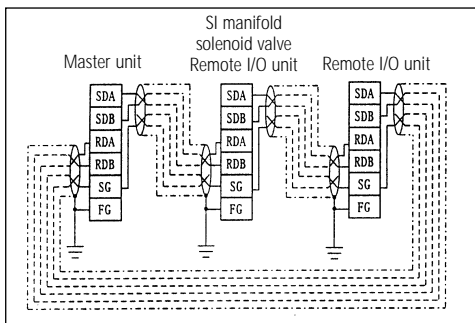 SI manifold
solenoid valve
Master unit Remote I/O unit Remote I/O unit
SDA SDA SDA
SDB SDB SDB
RDA RDA RDA
RDB RDB RDB
SG SG SG
FG FG FG